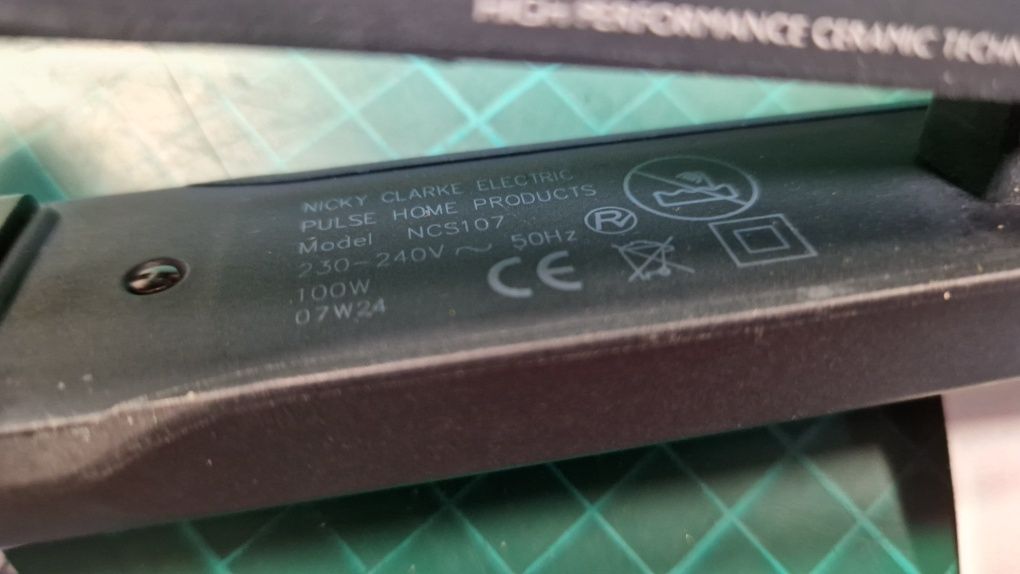 HIGH PERFORMANCE CERAMIC TECHN
NICKY CLARKE ELECTRIC
PULSE HOME PRODUCTS
Model NCS107
230-240V ~ 50Hz
100W
07W24
CE